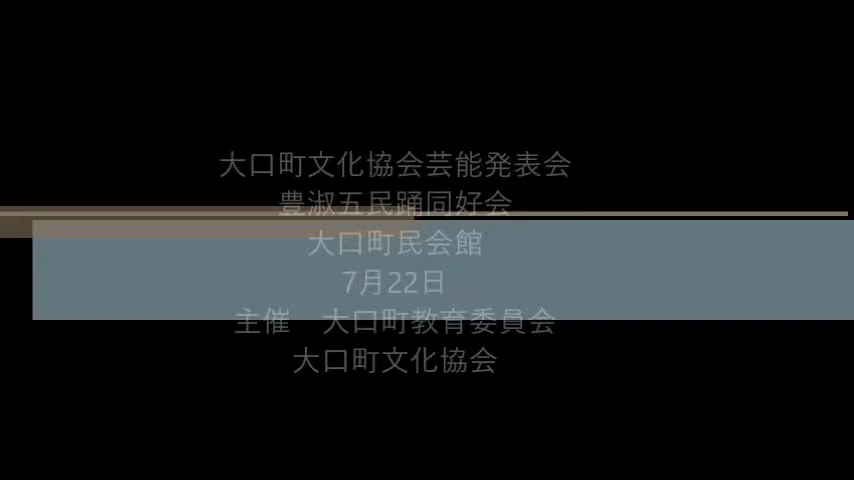 大口町文化協会芸能発表会
豊淑五民踊同好会
大口町民会館
7月22日
主催　大口町教育委員会
大口町文化協会